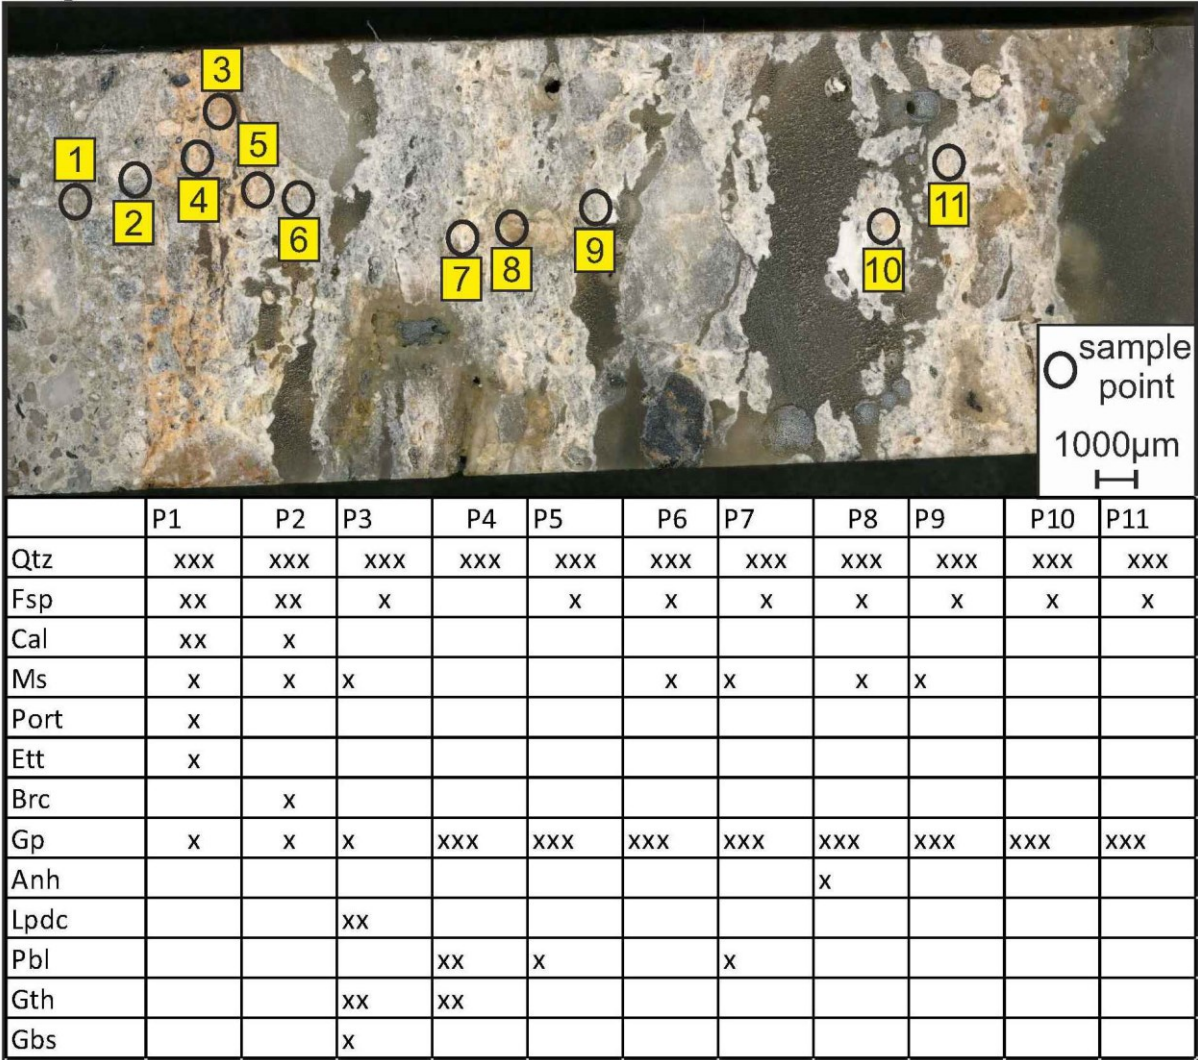 3
1
5
2
4
6
7
8
9
10
11
sample
point
1000µm
P1 P2 P3 P4 P5 P6 P7 P8 P9 P10 P11
Qtz xxx xxx xxx xxx xxx xxx xxx xxx xxx xxx xxx
Fsp xx xx x x x x x x x x
Cal xx x
Ms x x x x x x x
Port x
Ett x
Brc x
Gp x x x xxx xxx xxx xxx xxx xxx xxx xxx
Anh x
Lpdc xx
Pbl xx x x
Gth xx xx
Gbs x